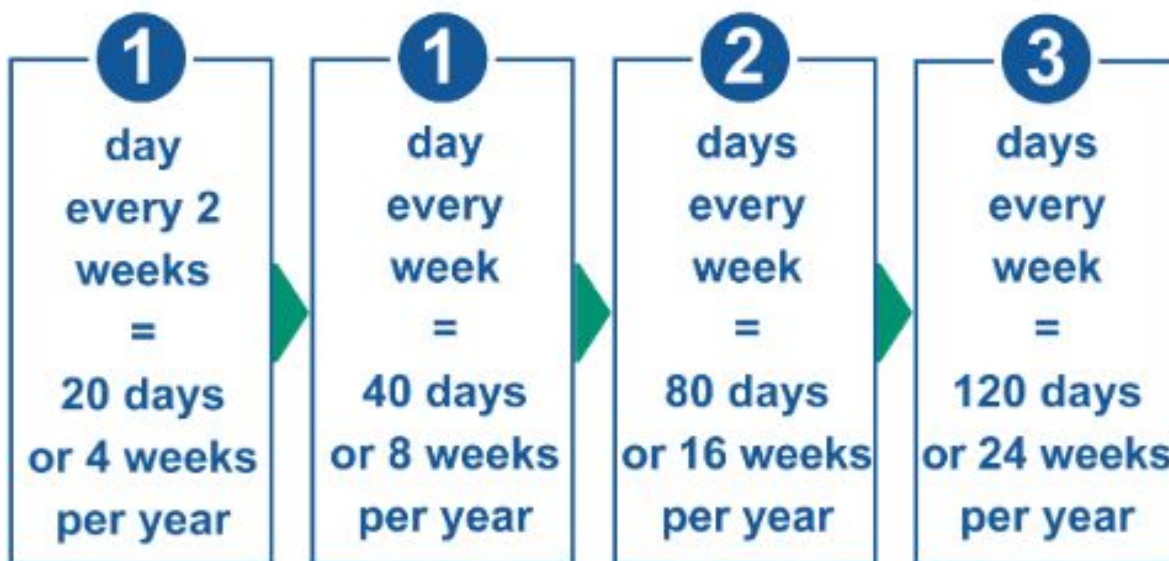 1
day
every 2
weeks
=
20 days
or 4 weeks
per year
1
day
every
week
=
40 days
or 8 weeks
per year
2
days
every
week
=
80 days
or 16 weeks
per year
3
days
every
week
=
120 days
or 24 weeks
per year